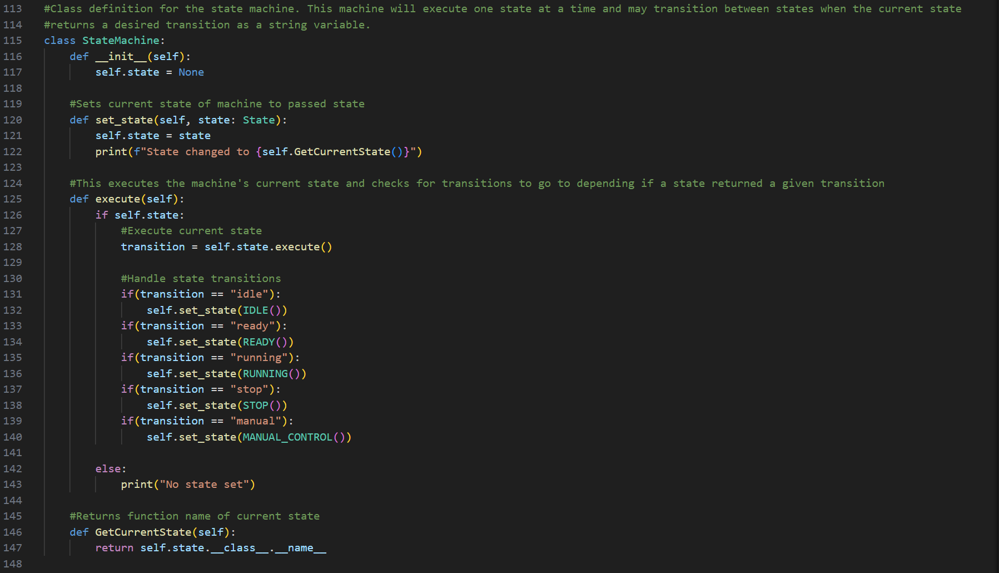 113 #Class definition for the state machine. This machine will execute one state at a time and may transition between states when the current state
114 #returns a desired transition as a string variable.
115 class StateMachine:
116     def __init__(self):
117         self.state = None
118
119     #Sets current state of machine to passed state
120     def set_state(self, state: State):
121         self.state = state
122         print(f"State changed to {self.GetCurrentState()}")
123
124     #This executes the machine's current state and checks for transitions to go to depending if a state returned a given transition
125     def execute(self):
126         if self.state:
127             #Execute current state
128             transition = self.state.execute()
129
130             #Handle state transitions
131             if(transition == "idle"):
132                 self.set_state(IDLE())
133             if(transition == "ready"):
134                 self.set_state(READY())
135             if(transition == "running"):
136                 self.set_state(RUNNING())
137             if(transition == "stop"):
138                 self.set_state(STOP())
139             if(transition == "manual"):
140                 self.set_state(MANUAL_CONTROL())
141
142         else:
143             print("No state set")
144
145     #Returns function name of current state
146     def GetCurrentState(self):
147         return self.state.__class__.__name__
148